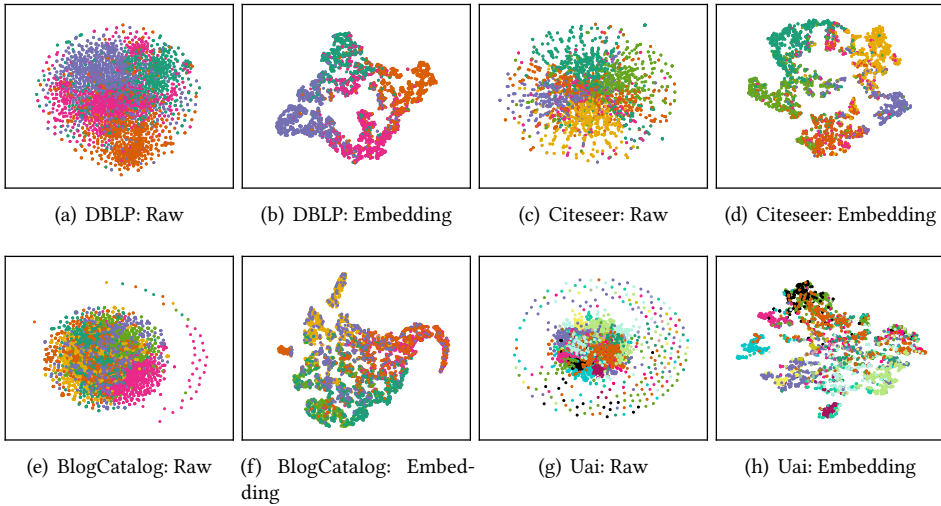 (a) DBLP: Raw
(b) DBLP: Embedding
(c) Citeseer: Raw
(d) Citeseer: Embedding
(e) BlogCatalog: Raw
(f) BlogCatalog: Embed-
ding
(g) Uai: Raw
(h) Uai: Embedding